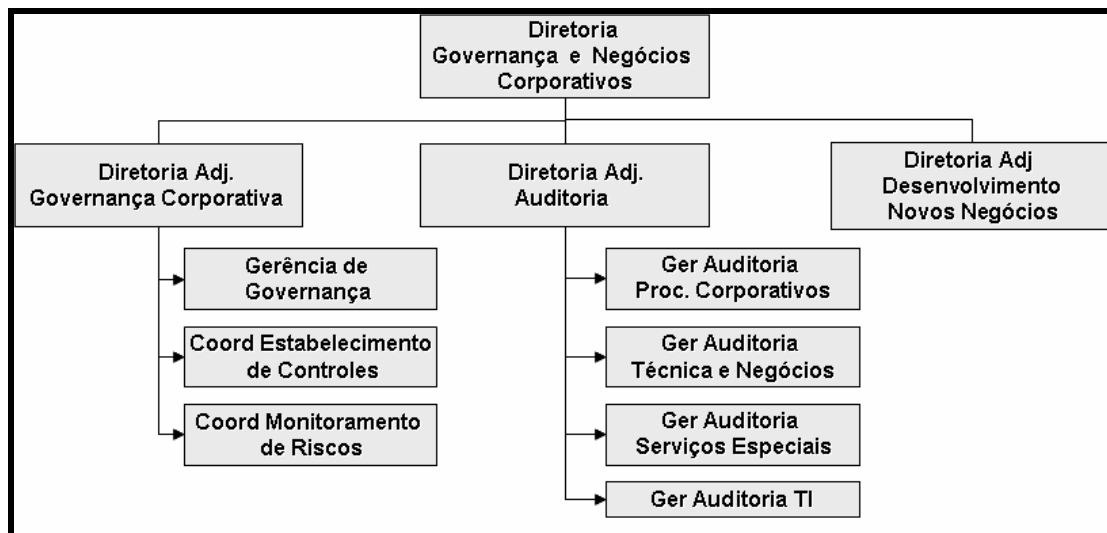 Diretoria
Governança e Negócios
Corporativos
Diretoria Adj.
Governança Corporativa
Diretoria Adj.
Auditoria
Diretoria Adj
Desenvolvimento
Novos Negócios
Gerência de
Governança
Coord Estabelecimento
de Controles
Coord Monitoramento
de Riscos
Ger Auditoria
Proc. Corporativos
Ger Auditoria
Técnica e Negócios
Ger Auditoria
Serviços Especiais
Ger Auditoria TI